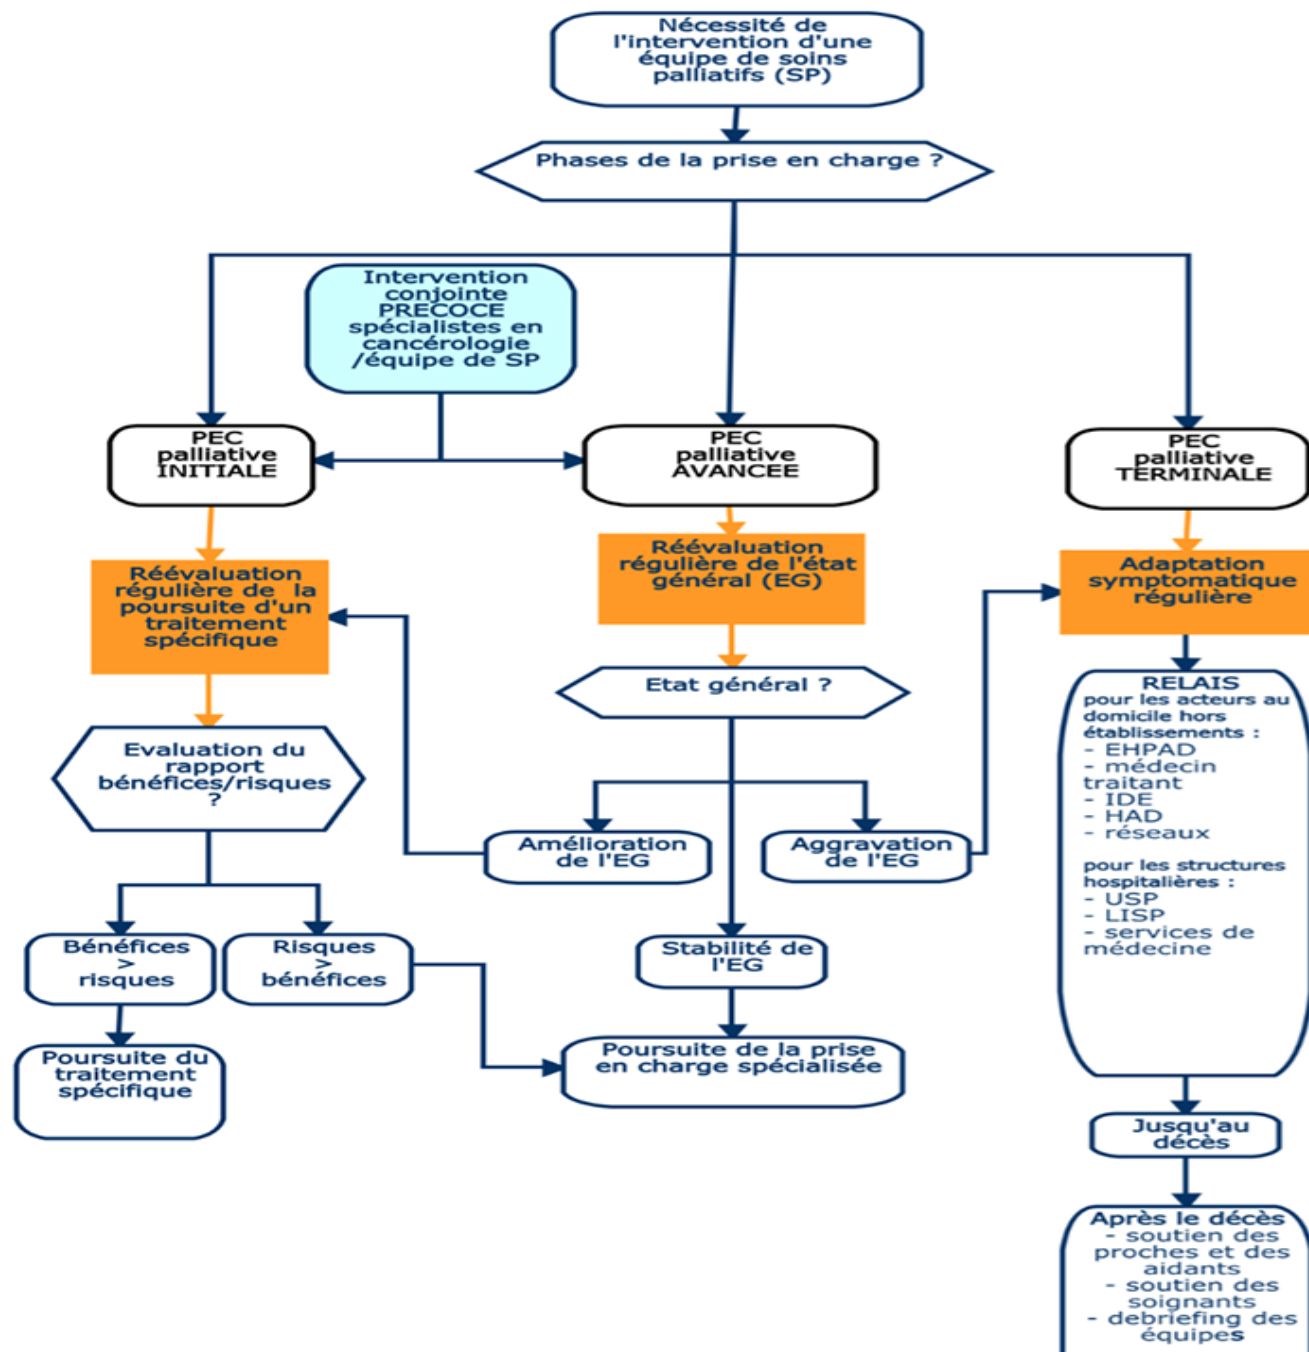 Nécessité de
l'intervention d'une
équipe de soins
palliatifs (SP)
Phases de la prise en charge ?
Intervention
conjointe
PRECOCE
spécialistes en
cancérologie
/équipe de SP
PEC
palliative
INITIALE
PEC
palliative
AVANCEE
PEC
palliative
TERMINALE
Réévaluation
régulière de la
poursuite d'un
traitement
spécifique
Réévaluation
régulière de l'état
général (EG)
Adaptation
symptomatique
régulière
Etat général ?
Evaluation du
rapport
bénéfices/risques
?
Amélioration
de l'EG
Aggravation
de l'EG
RELAIS
pour les acteurs au
domicile hors
établissements :
- EHPAD
- médecin
traitant
- IDE
- HAD
- réseaux
pour les structures
hospitalières :
- USP
- LISP
- services de
médecine
Bénéfices
>
risques
Risques
>
bénéfices
Stabilité de
l'EG
Poursuite du
traitement
spécifique
Poursuite de la prise
en charge spécialisée
Jusqu'au
décès
Après le décès
- soutien des
proches et des
aidants
- soutien des
soignants
- debriefing des
équipes